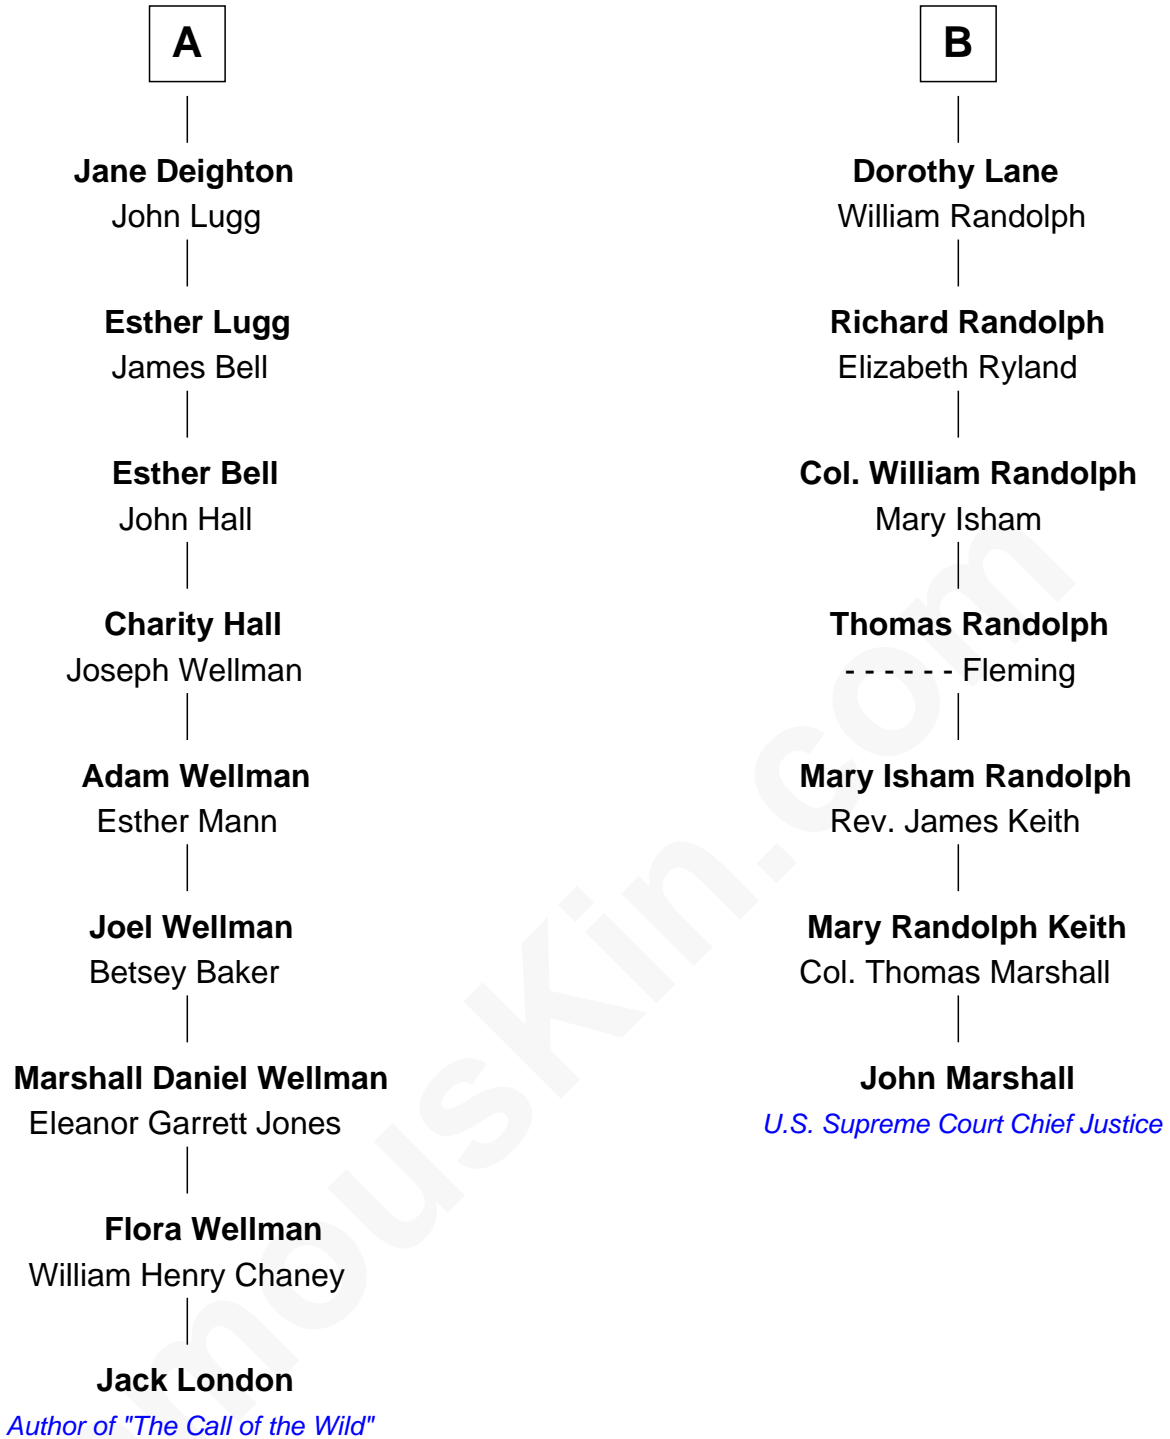 A
Jane Deighton
John Lugg
Esther Lugg
James Bell
Esther Bell
John Hall
Charity Hall
Joseph Wellman
Adam Wellman
Esther Mann
Joel Wellman
Betsey Baker
Marshall Daniel Wellman
Eleanor Garrett Jones
Flora Wellman
William Henry Chaney
Jack London
Author of "The Call of the Wild"
B
Dorothy Lane
William Randolph
Richard Randolph
Elizabeth Ryland
Col. William Randolph
Mary Isham
Thomas Randolph
- - - - - - Fleming
Mary Isham Randolph
Rev. James Keith
Mary Randolph Keith
Col. Thomas Marshall
John Marshall
U.S. Supreme Court Chief Justice
mousKin.com